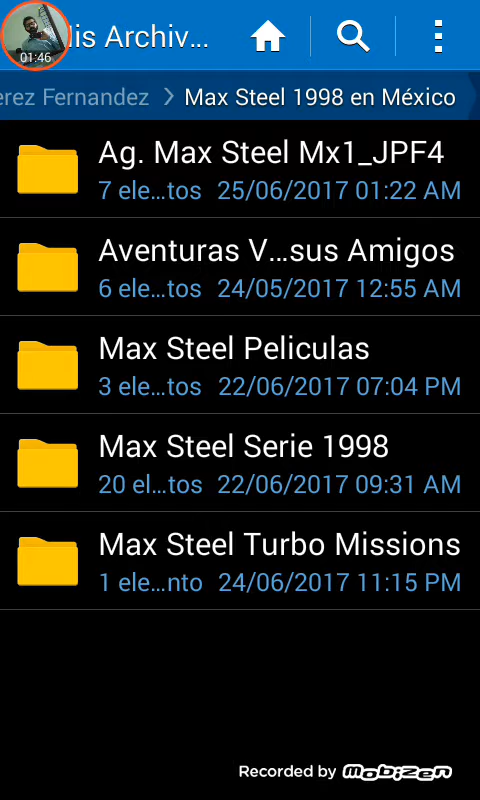 01:46
lis Archiv...
erez Fernandez > Max Steel 1998 en México
Ag. Max Steel Mx1_JPF4
7 ele...tos 25/06/2017 01:22 AM
Aventuras V...sus Amigos
6 ele...tos 24/05/2017 12:55 AM
Max Steel Peliculas
3 ele...tos 22/06/2017 07:04 PM
Max Steel Serie 1998
20 el...tos 22/06/2017 09:31 AM
Max Steel Turbo Missions
1 ele...nto 24/06/2017 11:15 PM
Recorded by Mobizen